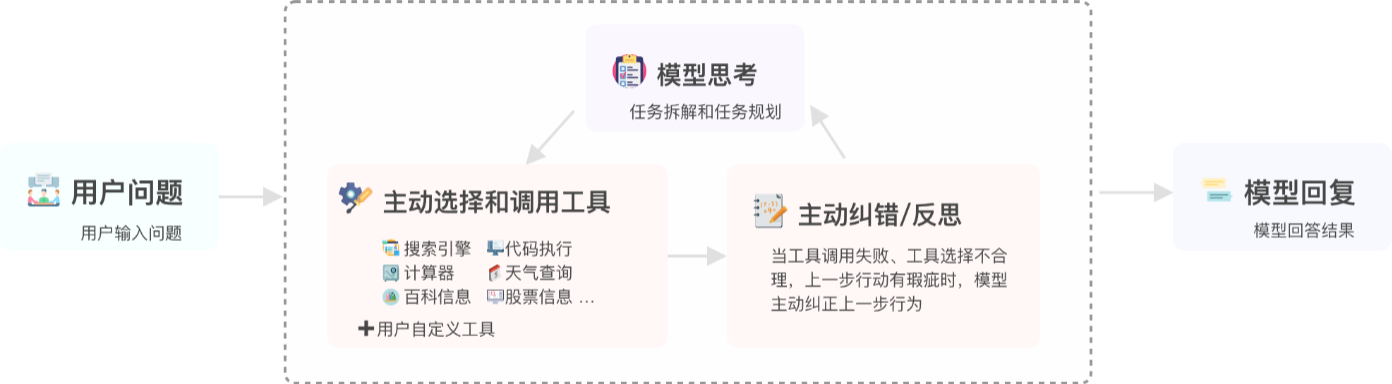 模型思考
任务拆解和任务规划
用户问题
用户输入问题
主动选择和调用工具
搜索引擎 代码执行
计算器 天气查询
百科信息 股票信息 ...
+用户自定义工具
主动纠错/反思
当工具调用失败、工具选择不合
理，上一步行动有瑕疵时，模型
主动纠正上一步行为
模型回复
模型回答结果